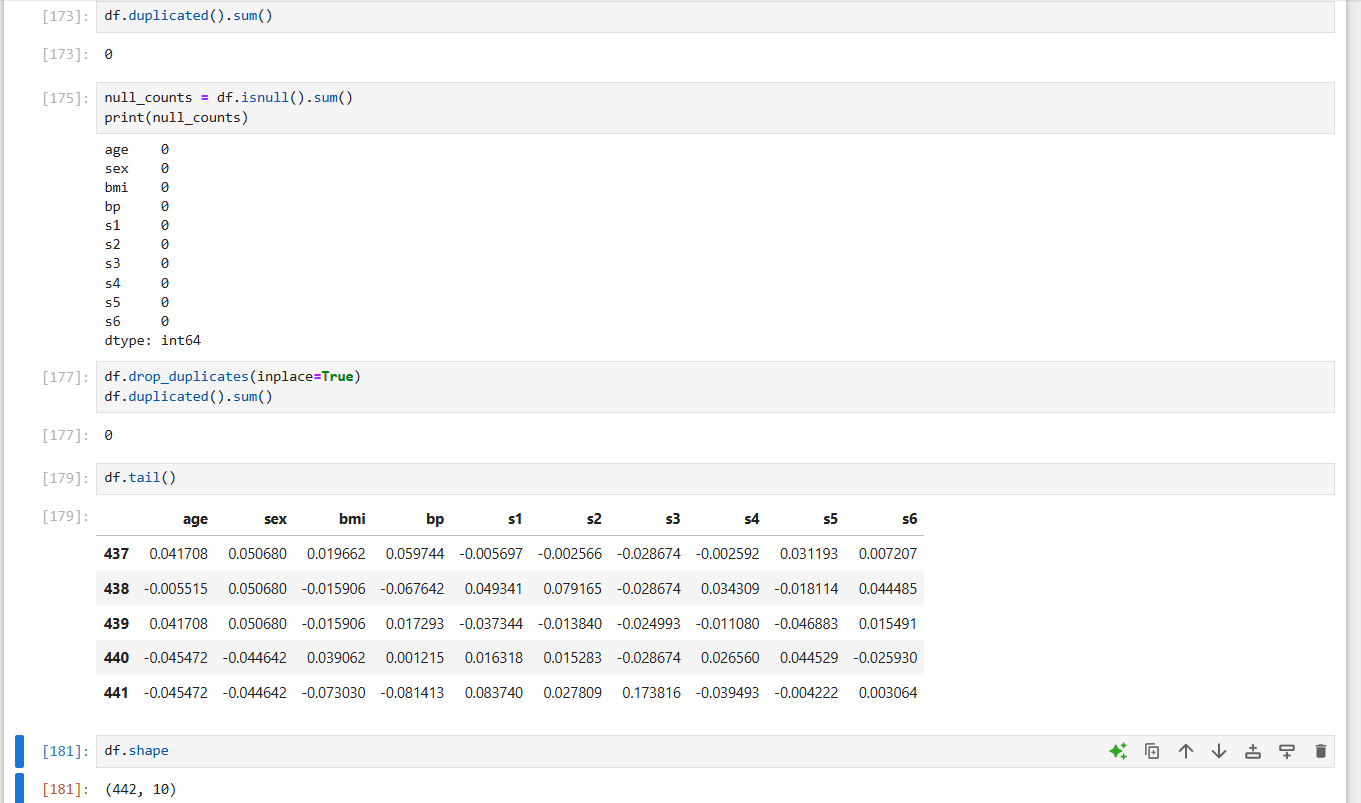 [173]: df.duplicated().sum()
[173]: 0
[175]: null_counts = df.isnull().sum()
print(null_counts)
age 0
sex 0
bmi 0
bp 0
s1 0
s2 0
s3 0
s4 0
s5 0
s6 0
dtype: int64
[177]: df.drop_duplicates(inplace=True)
df.duplicated().sum()
[177]: 0
[179]: df.tail()
[179]:
age sex bmi bp s1 s2 s3 s4 s5 s6
437 0.041708 0.050680 0.019662 0.059744 -0.005697 -0.002566 -0.028674 -0.002592 0.031193 0.007207
438 -0.005515 0.050680 -0.015906 -0.067642 0.049341 0.079165 -0.028674 0.034309 -0.018114 0.044485
439 0.041708 0.050680 -0.015906 0.017293 -0.037344 -0.013840 -0.024993 -0.011080 -0.046883 0.015491
440 -0.045472 -0.044642 0.039062 0.001215 0.016318 0.015283 -0.028674 0.026560 0.044529 -0.025930
441 -0.045472 -0.044642 -0.073030 -0.081413 0.083740 0.027809 0.173816 -0.039493 -0.004222 0.003064
[181]: df.shape
[181]: (442, 10)